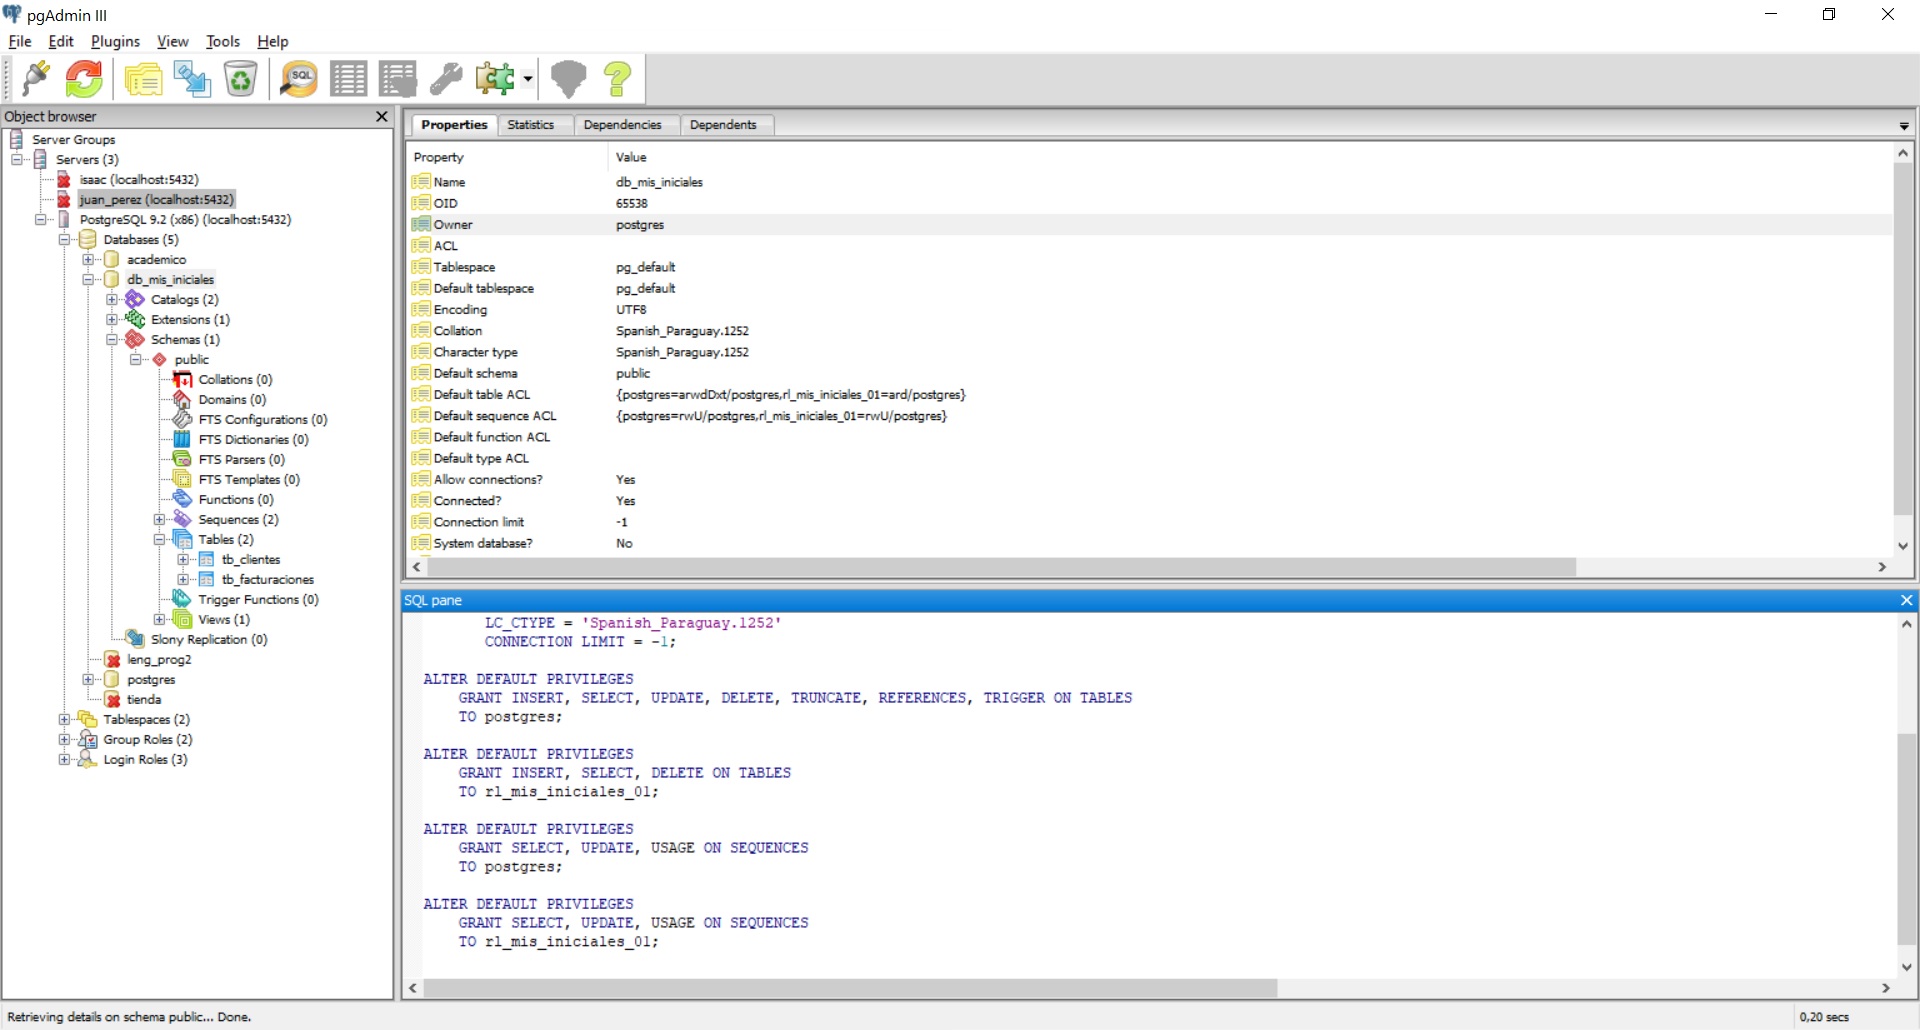 pgAdmin III
File Edit Plugins View Tools Help
SQL
Object browser
Server Groups
Servers (3)
isaac (localhost:5432)
juan_perez (localhost:5432)
PostgreSQL 9.2 (x86) (localhost:5432)
Databases (5)
academico
db_mis_iniciales
Catalogs (2)
Extensions (1)
Schemas (1)
public
Collations (0)
Domains (0)
FTS Configurations (0)
FTS Dictionaries (0)
FTS Parsers (0)
FTS Templates (0)
Functions (0)
Sequences (2)
Tables (2)
tb_clientes
tb_facturaciones
Trigger Functions (0)
Views (1)
Slony Replication (0)
leng_prog2
postgres
tienda
Tablespaces (2)
Group Roles (2)
Login Roles (3)
Properties Statistics Dependencies Dependents
Property Value
Name db_mis_iniciales
OID 65538
Owner postgres
ACL
Tablespace pg_default
Default tablespace pg_default
Encoding UTF8
Collation Spanish_Paraguay.1252
Character type Spanish_Paraguay.1252
Default schema public
Default table ACL {postgres=arwdDxt/postgres,rl_mis_iniciales_01=ard/postgres}
Default sequence ACL {postgres=rwU/postgres,rl_mis_iniciales_01=rwU/postgres}
Default function ACL
Default type ACL
Allow connections? Yes
Connected? Yes
Connection limit -1
System database? No
SQL pane
LC_CTYPE = 'Spanish_Paraguay.1252'
CONNECTION LIMIT = -1;
ALTER DEFAULT PRIVILEGES
GRANT INSERT, SELECT, UPDATE, DELETE, TRUNCATE, REFERENCES, TRIGGER ON TABLES
TO postgres;
ALTER DEFAULT PRIVILEGES
GRANT INSERT, SELECT, DELETE ON TABLES
TO rl_mis_iniciales_01;
ALTER DEFAULT PRIVILEGES
GRANT SELECT, UPDATE, USAGE ON SEQUENCES
TO postgres;
ALTER DEFAULT PRIVILEGES
GRANT SELECT, UPDATE, USAGE ON SEQUENCES
TO rl_mis_iniciales_01;
Retrieving details on schema public... Done.
0,20 secs